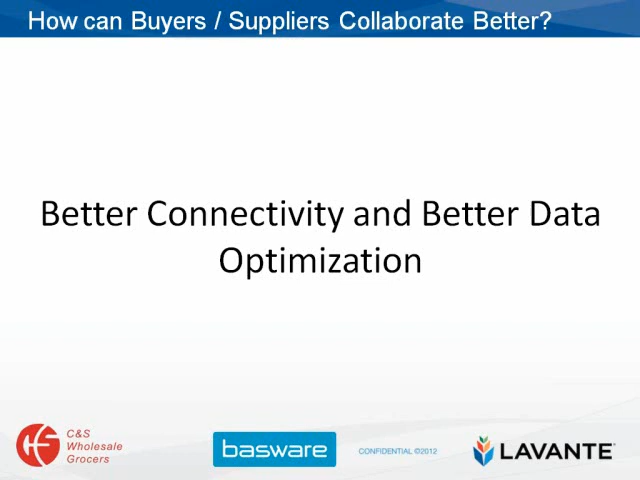 How can Buyers / Suppliers Collaborate Better?
Better Connectivity and Better Data
Optimization
C&S
Wholesale
Grocers
basware
CONFIDENTIAL ©2012
LAVANTE